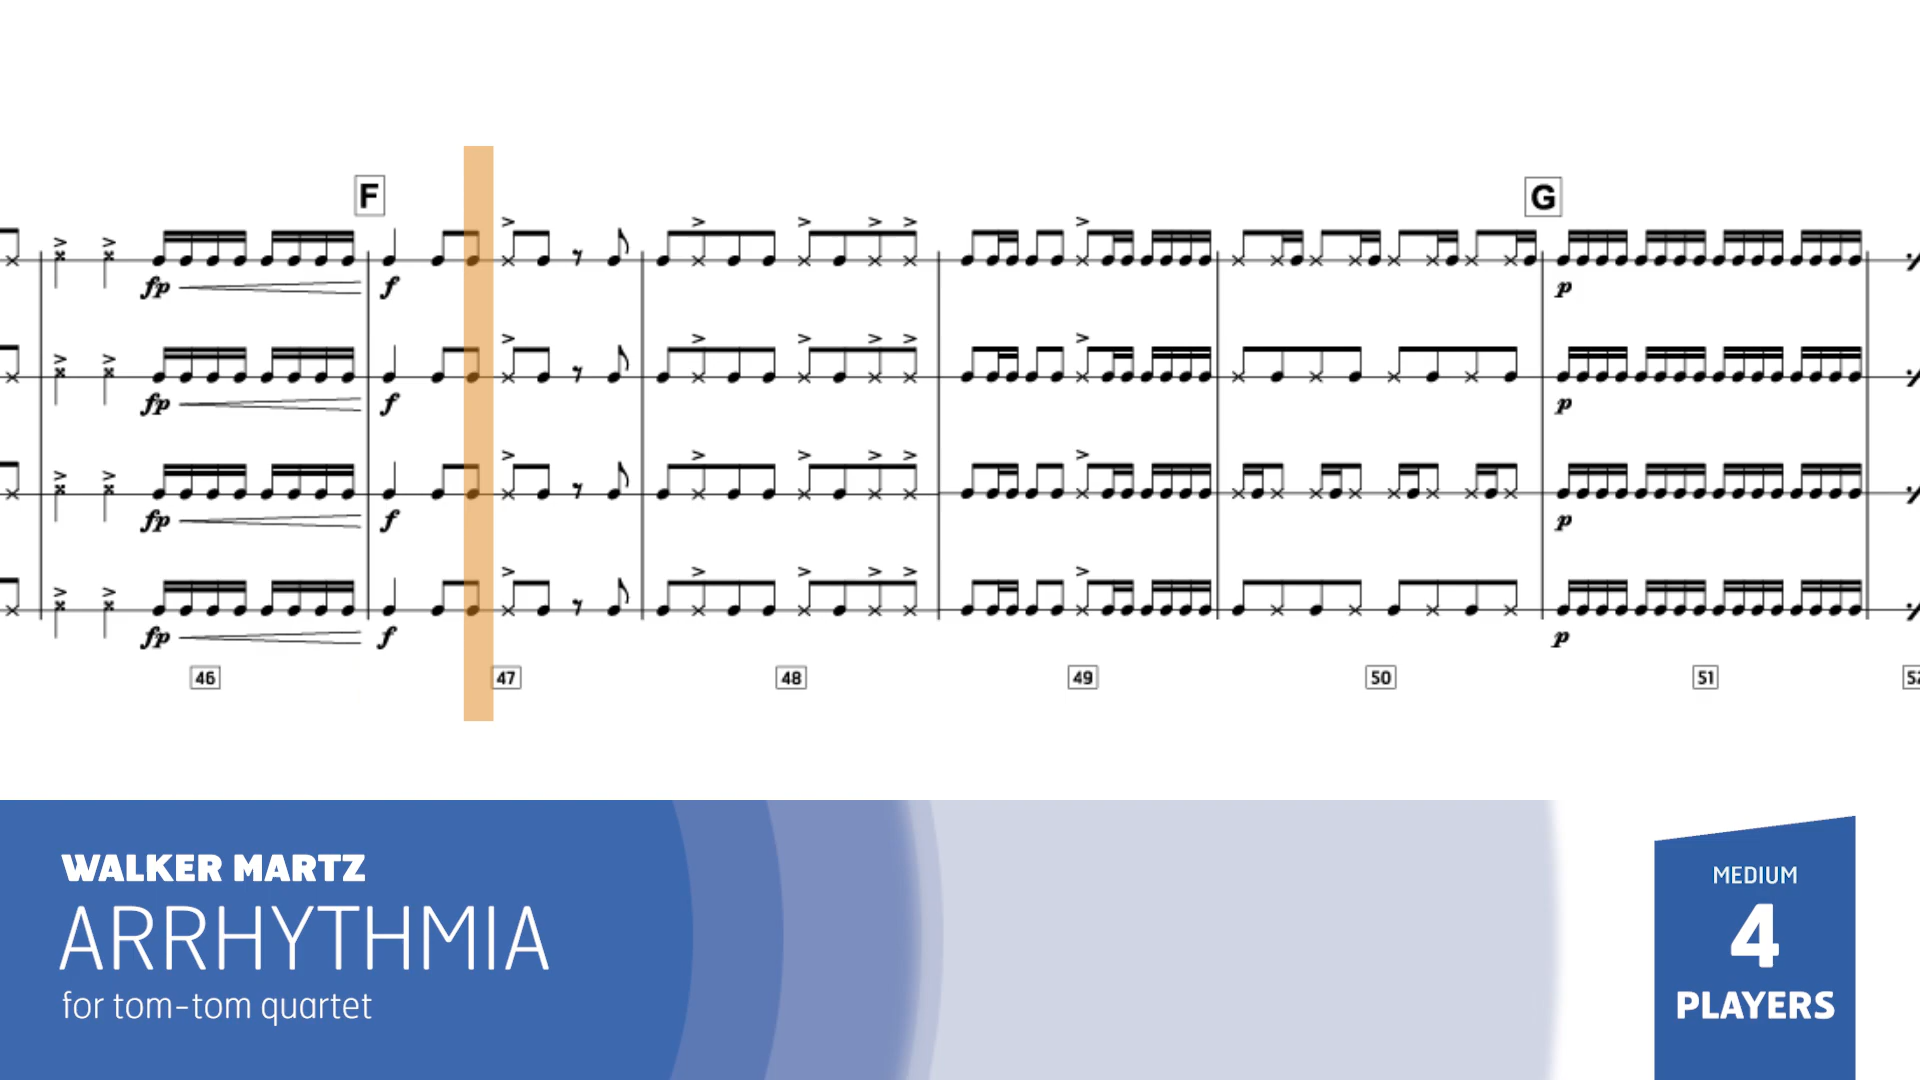 F
G
fp f p
fp f p
fp f p
fp f p
46 47 48 49 50 51
WALKER MARTZ
ARRHYTHMIA
for tom-tom quartet
MEDIUM
4
PLAYERS